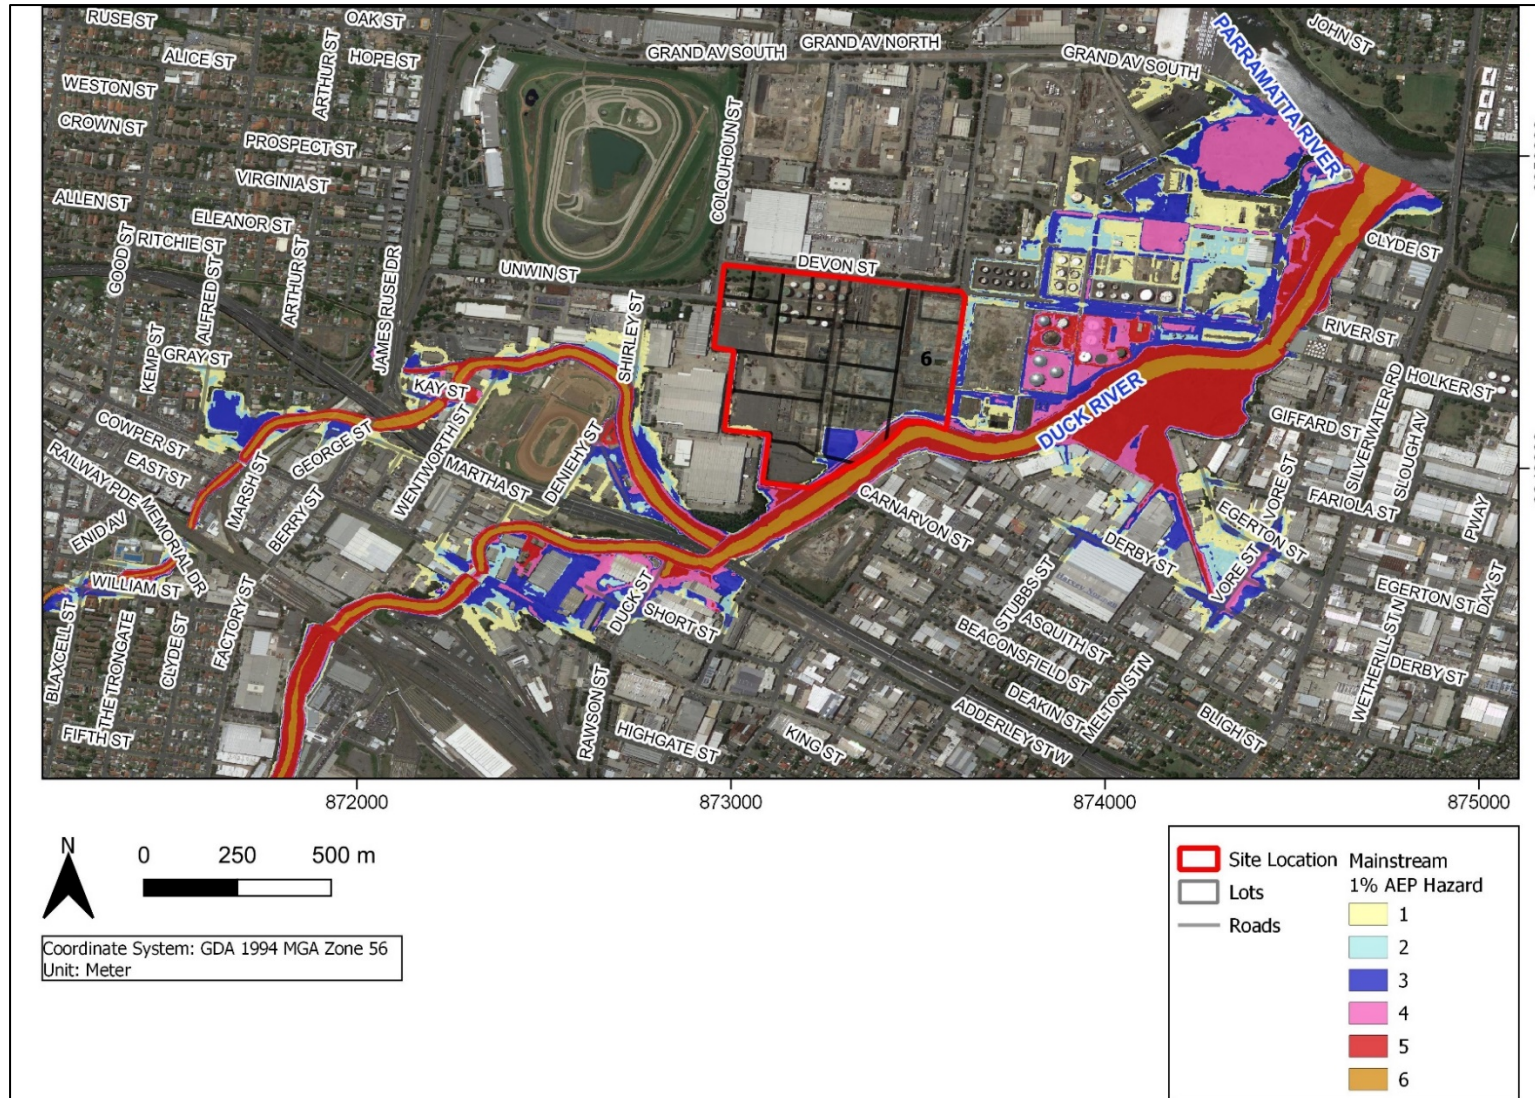 RUSE ST
OAK ST
ALICE ST
ARTHUR ST
HOPE ST
WESTON ST
CROWN ST
PROSPECT ST
VIRGINIA ST
ALLEN ST
ELEANOR ST
RITCHIE ST
GOOD ST
ALFRED ST
ARTHUR ST
JAMES RUSE DR
KEMP ST
GRAY ST
COWPER ST
EAST ST
RAILWAY PDE
MEMORIAL DR
ENID AV
WILLIAM ST
BLAXCELL ST
THE TRONGATE
CLYDE ST
FACTORY ST
FIFTH ST
MARSH ST
BERRY ST
GEORGE ST
KAY ST
WENTWORTH ST
MARTHA ST
DENIEHY ST
SHIRLEY ST
UNWIN ST
COLQUHOUN ST
GRAND AV SOUTH
GRAND AV NORTH
GRAND AV SOUTH
JOHN ST
PARRAMATTA RIVER
DEVON ST
6
DUCK RIVER
CLYDE ST
RIVER ST
HOLKER ST
SILVERWATER RD
SLOUGH AV
GIFFARD ST
FARIOLA ST
VORE ST
EGERTON ST
DERBY ST
VORE ST
PWAY
EGERTON ST
DAY ST
DERBY ST
WETHERILL ST N
CARNARVON ST
STUBBS ST
ASQUITH ST
BEACONSFIELD ST
DEAKIN ST
MELTON ST N
ADDERLEY ST W
BLIGH ST
DUCK ST
SHORT ST
RAWSON ST
HIGHGATE ST
KING ST
872000
873000
874000
875000
N
0 250 500 m
Coordinate System: GDA 1994 MGA Zone 56
Unit: Meter
Site Location
Lots
Roads
Mainstream
1% AEP Hazard
1
2
3
4
5
6